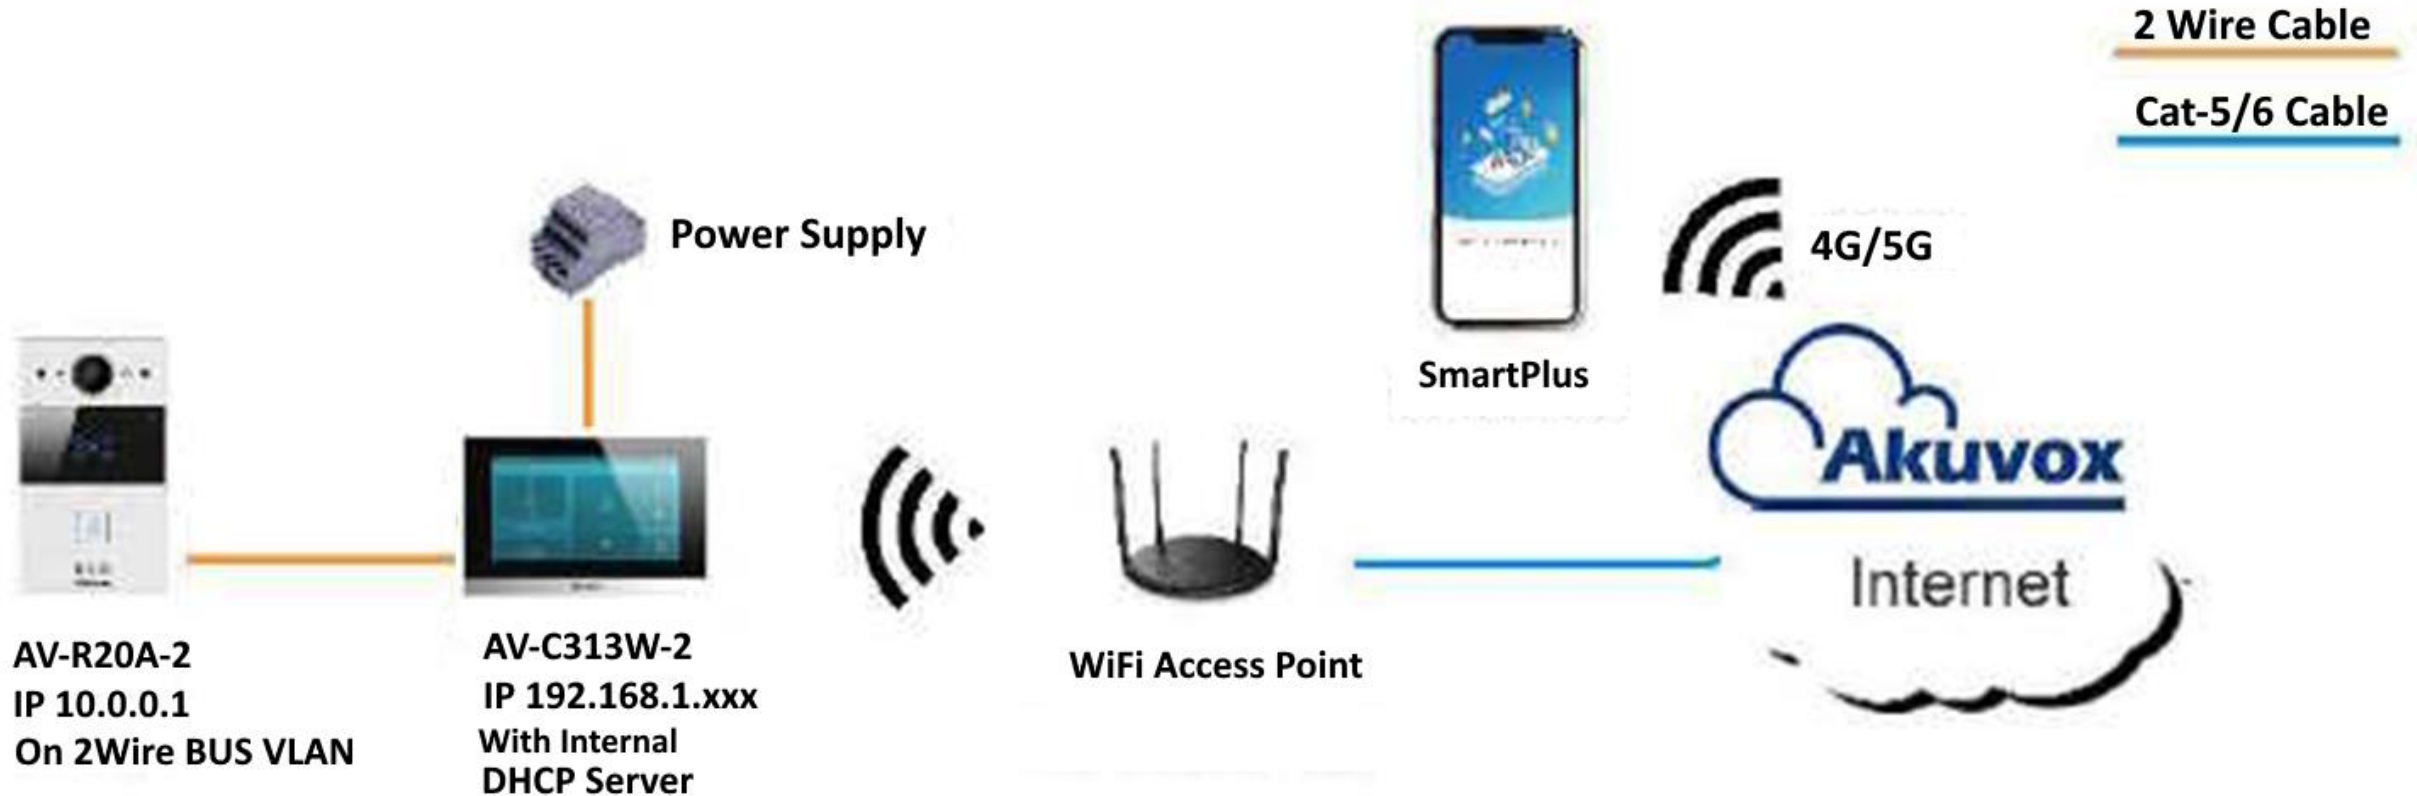 2 Wire Cable
Cat-5/6 Cable
Power Supply
4G/5G
SmartPlus
Akuvox
Internet
AV-R20A-2
IP 10.0.0.1
On 2Wire BUS VLAN
AV-C313W-2
IP 192.168.1.xxx
With Internal
DHCP Server
WiFi Access Point